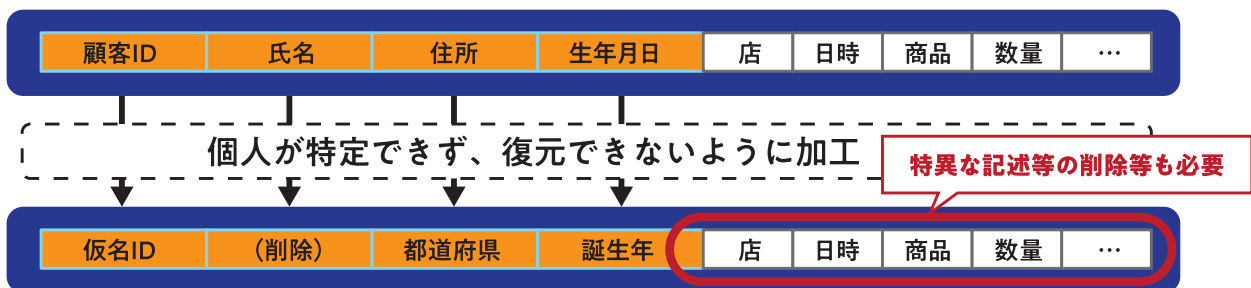 顧客ID 氏名 住所 生年月日 店 日時 商品 数量 …
個人が特定できず、復元できないように加工
特異な記述等の削除等も必要
仮名ID （削除） 都道府県 誕生年 店 日時 商品 数量 …